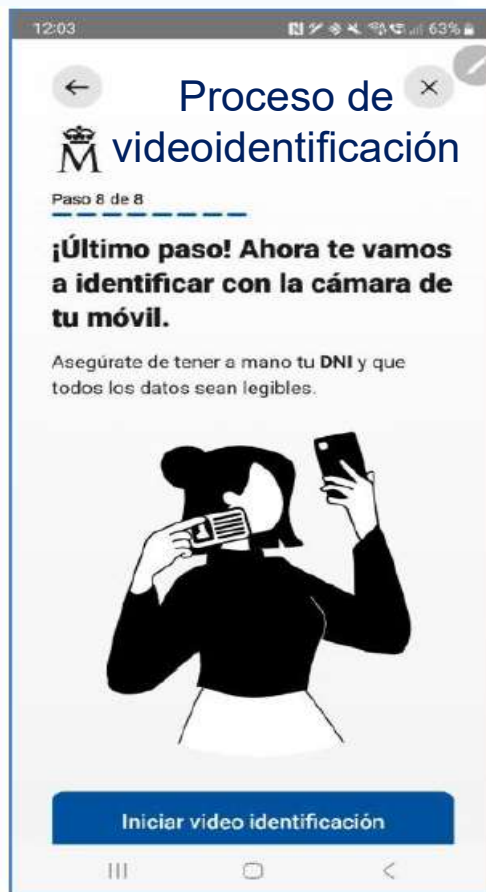 12:03 63%
Proceso de
videoidentificación
M
Paso 8 de 8
¡Último paso! Ahora te vamos
a identificar con la cámara de
tu móvil.
Asegúrate de tener a mano tu DNI y que
todos los datos sean legibles.
Iniciar video identificación